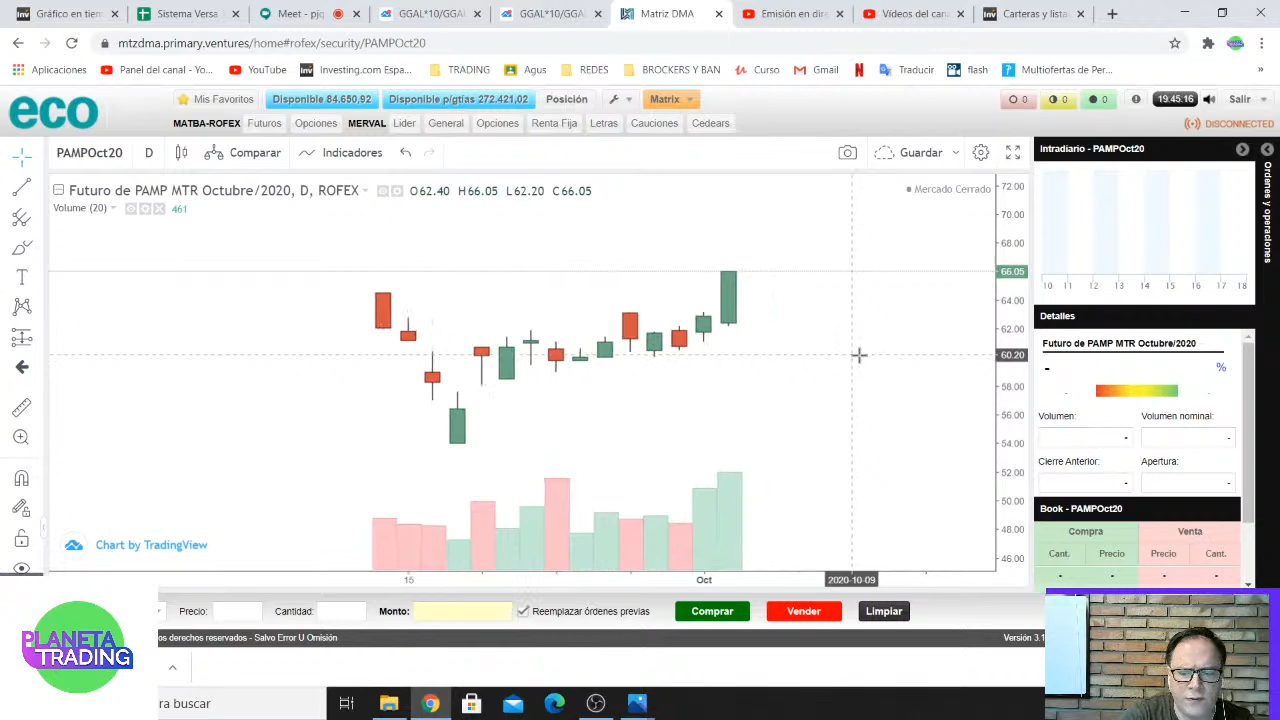 Gráfico en tiem
Sistema Versa
Meet - pjq
GGAL*10/GGAL
GGAL*10/GGAL
Matriz DMA
Emisión en dire
Vídeos del cana
Carteras y lista
mtzdma.primary.ventures/home#rofex/security/PAMPOct20
Aplicaciones
Panel del canal - Yo...
YouTube
Investing.com Espa...
TRADING
Agus
REDES
BROCKERS Y BAN
Curso
Gmail
Traducir
flash
Multiofertas de Per...
»
eco
Mis Favoritos
Disponible 84.650,92
Disponible p/gtías 272.421,02
Posición
Matrix
0
0
0
19.45:16
Salir
MATBA-ROFEX
Futuros
Opciones
MERVAL
Lider
General
Opciones
Renta Fija
Letras
Cauciones
Cedears
DISCONNECTED
PAMPOct20
D
Comparar
Indicadores
Guardar
Futuro de PAMP MTR Octubre/2020, D, ROFEX
O62.40 H66.05 L62.20 C66.05
Mercado Cerrado
Volume (20)
461
72.00
70.00
68.00
66.05
64.00
62.00
60.20
58.00
56.00
54.00
52.00
50.00
48.00
46.00
Chart by TradingView
15
Oct
2020-10-09
Intradiario - PAMPOct20
10 11 12 13 14 15 16 17 18
Detalles
Futuro de PAMP MTR Octubre/2020
-
%
- -
Volumen:
Volumen nominal:
- -
Cierre Anterior:
Apertura:
- -
Book - PAMPOct20
Compra
Venta
Cant.
Precio
Precio
Cant.
- - - -
Ordenes y operaciones
Precio:
Cantidad:
Monto:
Reemplazar órdenes previas
Comprar
Vender
Limpiar
os derechos reservados - Salvo Error U Omisión
Versión 3.1
PLANETA
TRADING
ra buscar